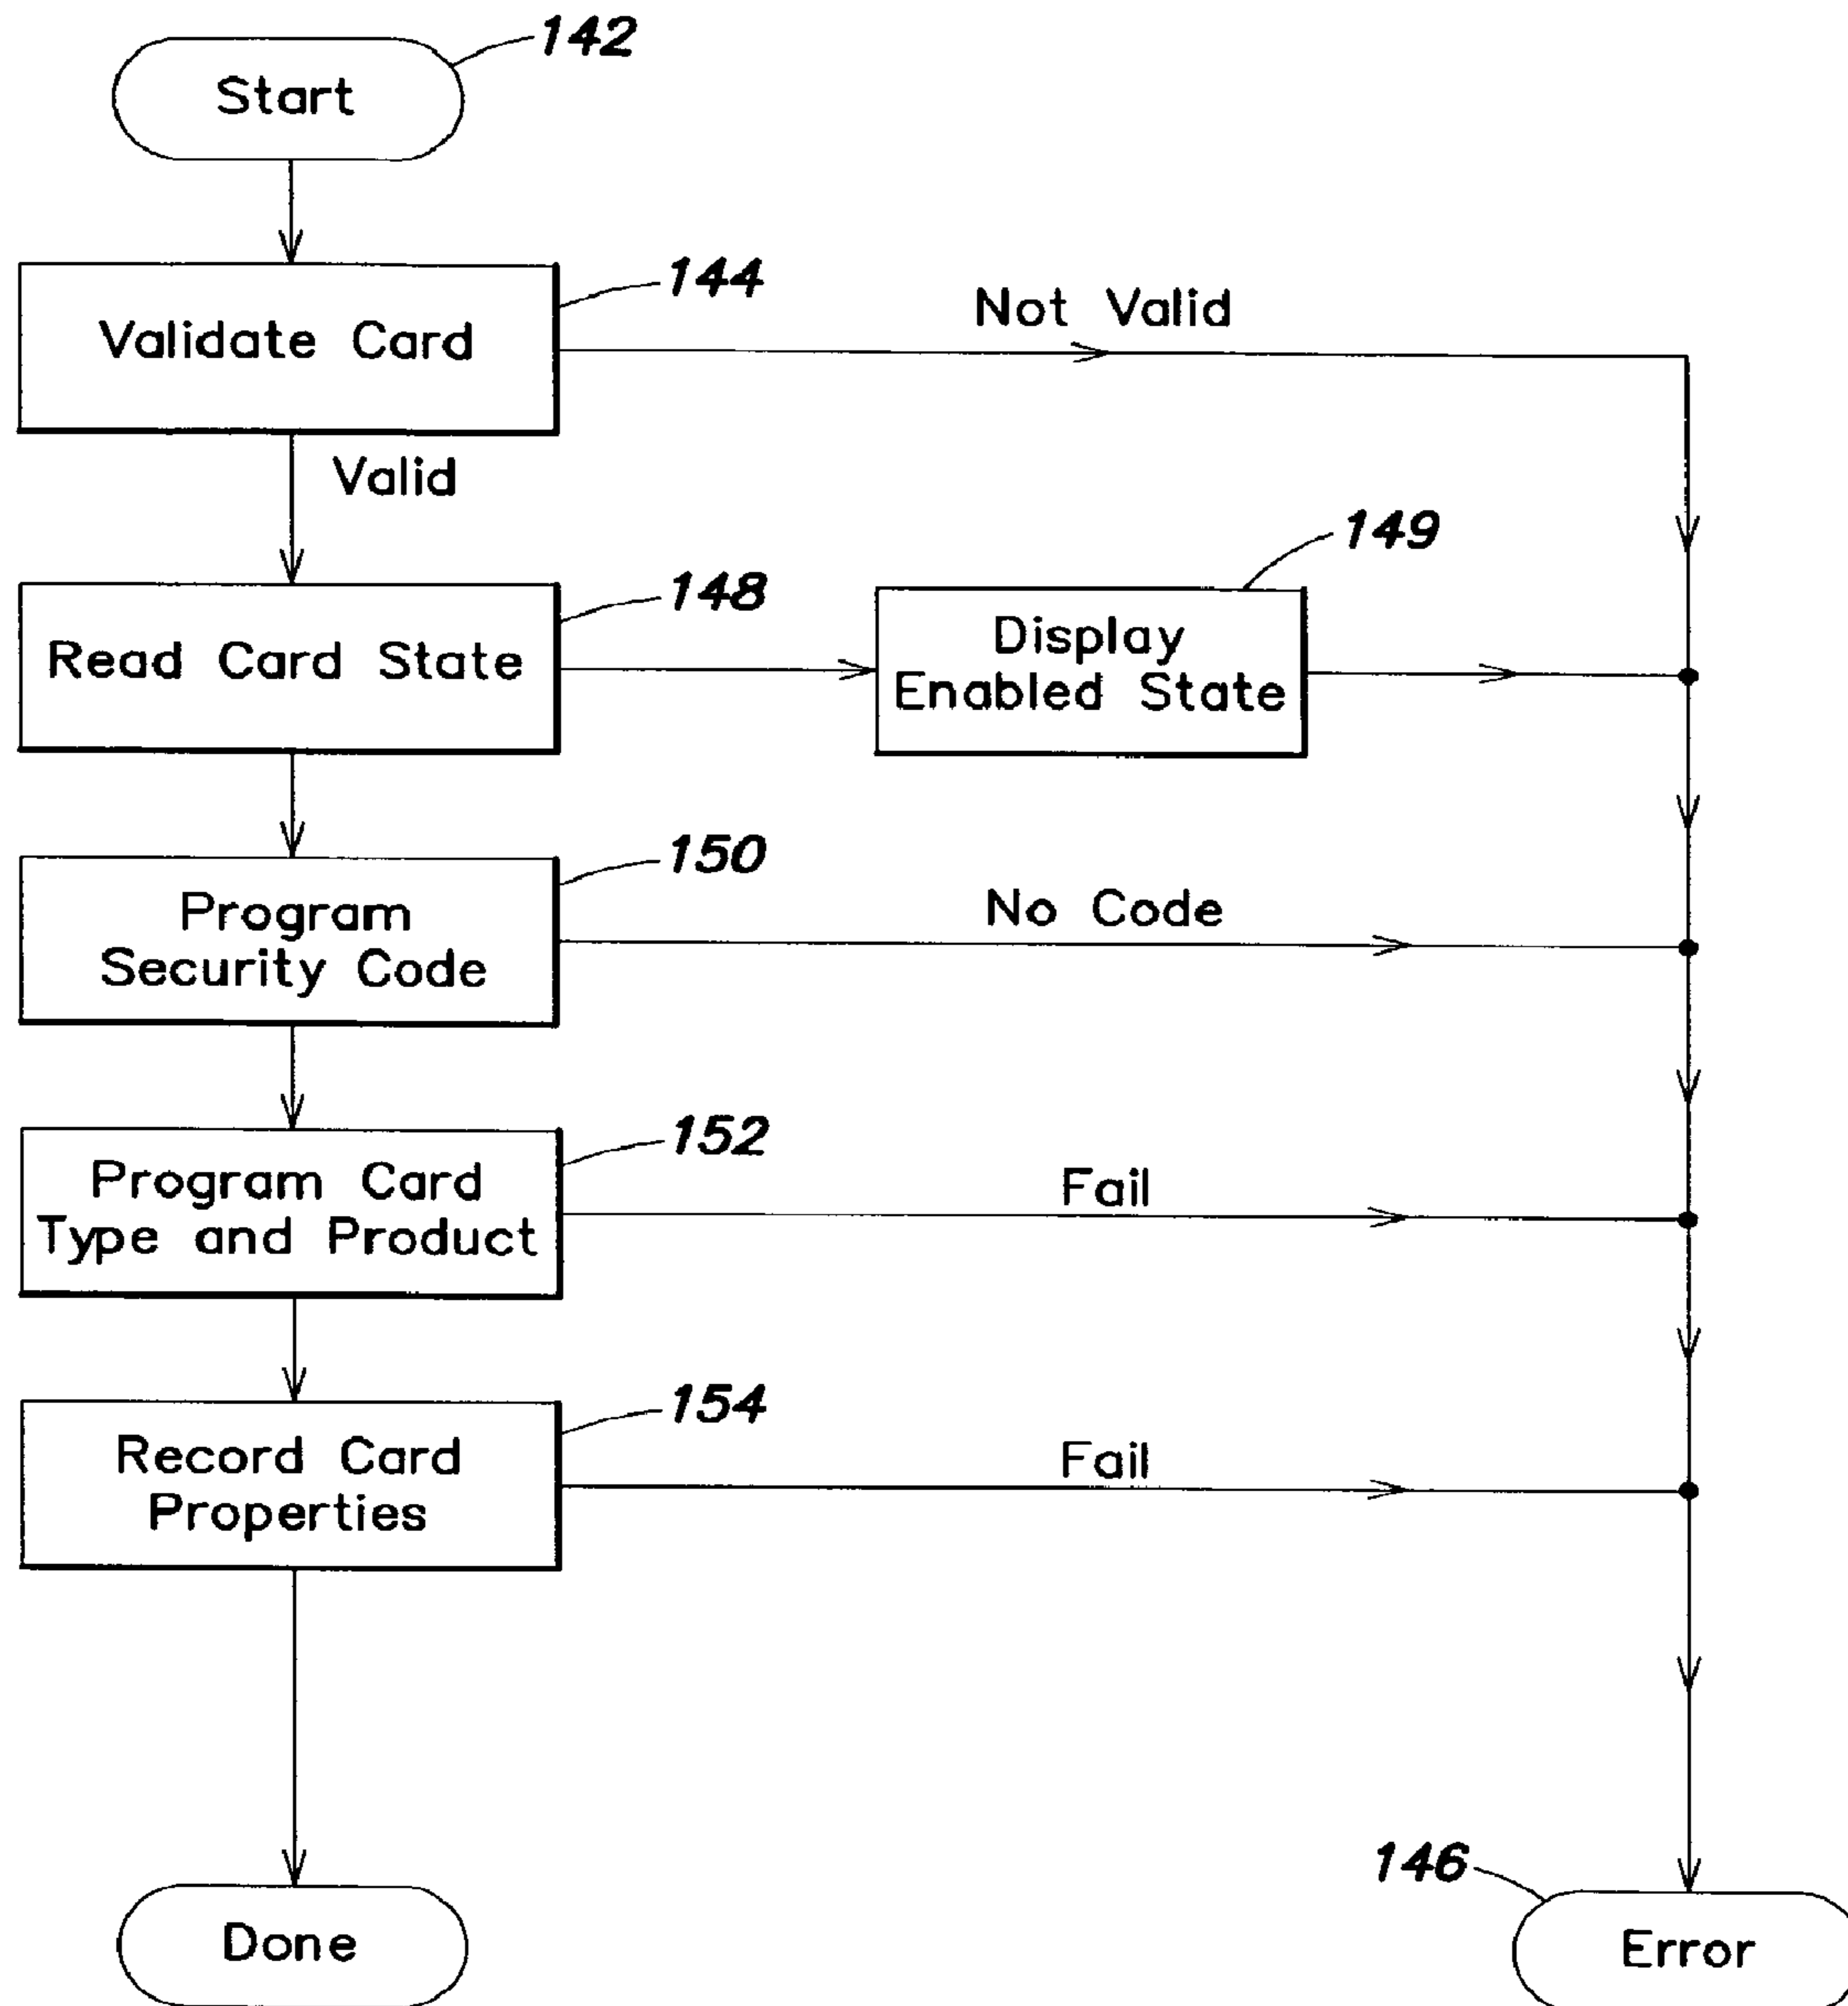 142
Start
144
Not Valid
Validate Card
Valid
149
148
Display
Enabled State
Read Card State
150
No Code
Program
Security Code
152
Fail
Program Card
Type and Product
154
Fail
Record Card
Properties
146
Done
Error